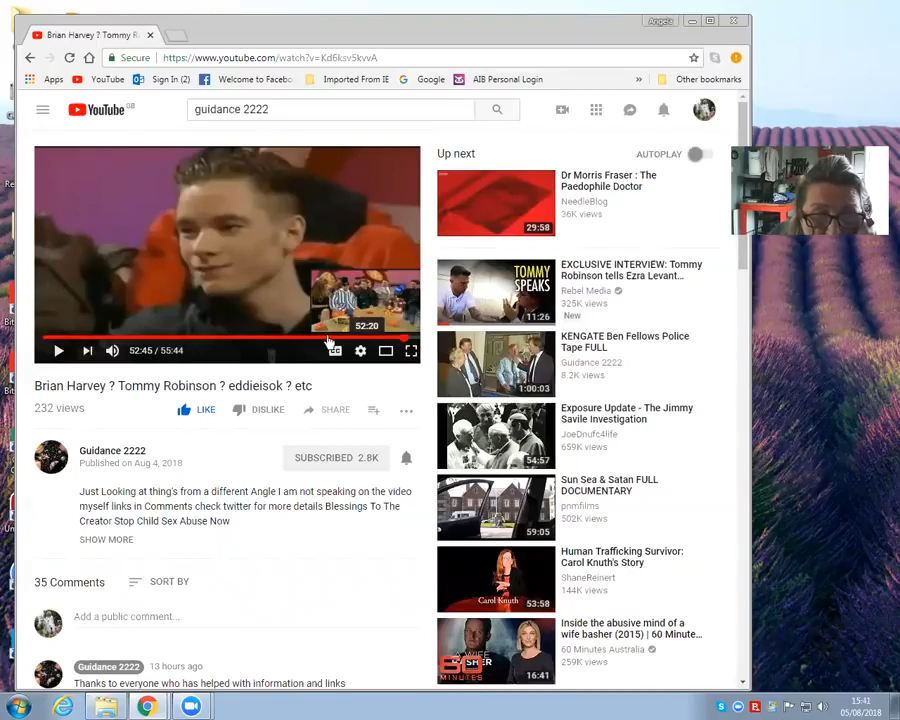 Angela
Brian Harvey ? Tommy R
Secure
https://www.youtube.com/watch?v=Kd6ksv5kvvA
Apps
YouTube
Sign In (2)
Welcome to Faceboo
Imported From IE
Google
AIB Personal Login
»
Other bookmarks
YouTube GB
guidance 2222
52:20
52:45 / 55:44
Brian Harvey ? Tommy Robinson ? eddieisok ? etc
232 views
LIKE
DISLIKE
SHARE
Guidance 2222
Published on Aug 4, 2018
SUBSCRIBED 2.8K
Just Looking at thing's from a different Angle I am not speaking on the video
myself links in Comments check twitter for more details Blessings To The
Creator Stop Child Sex Abuse Now
SHOW MORE
35 Comments
SORT BY
Add a public comment...
Guidance 2222
13 hours ago
Thanks to everyone who has helped with information and links
Up next
AUTOPLAY
29:58
Dr Morris Fraser : The
Paedophile Doctor
NeedleBlog
36K views
TOMMY
SPEAKS
11:26
EXCLUSIVE INTERVIEW: Tommy
Robinson tells Ezra Levant...
Rebel Media
325K views
New
1:00:03
KENGATE Ben Fellows Police
Tape FULL
Guidance 2222
8.2K views
54:57
Exposure Update - The Jimmy
Savile Investigation
JoeDnufc4life
659K views
59:05
Sun Sea & Satan FULL
DOCUMENTARY
pnmfilms
502K views
Carol Knuth
53:58
Human Trafficking Survivor:
Carol Knuth's Story
ShaneReinert
144K views
60
MINUTES
16:41
Inside the abusive mind of a
wife basher (2015) | 60 Minute...
60 Minutes Australia
259K views
15:41
05/08/2018